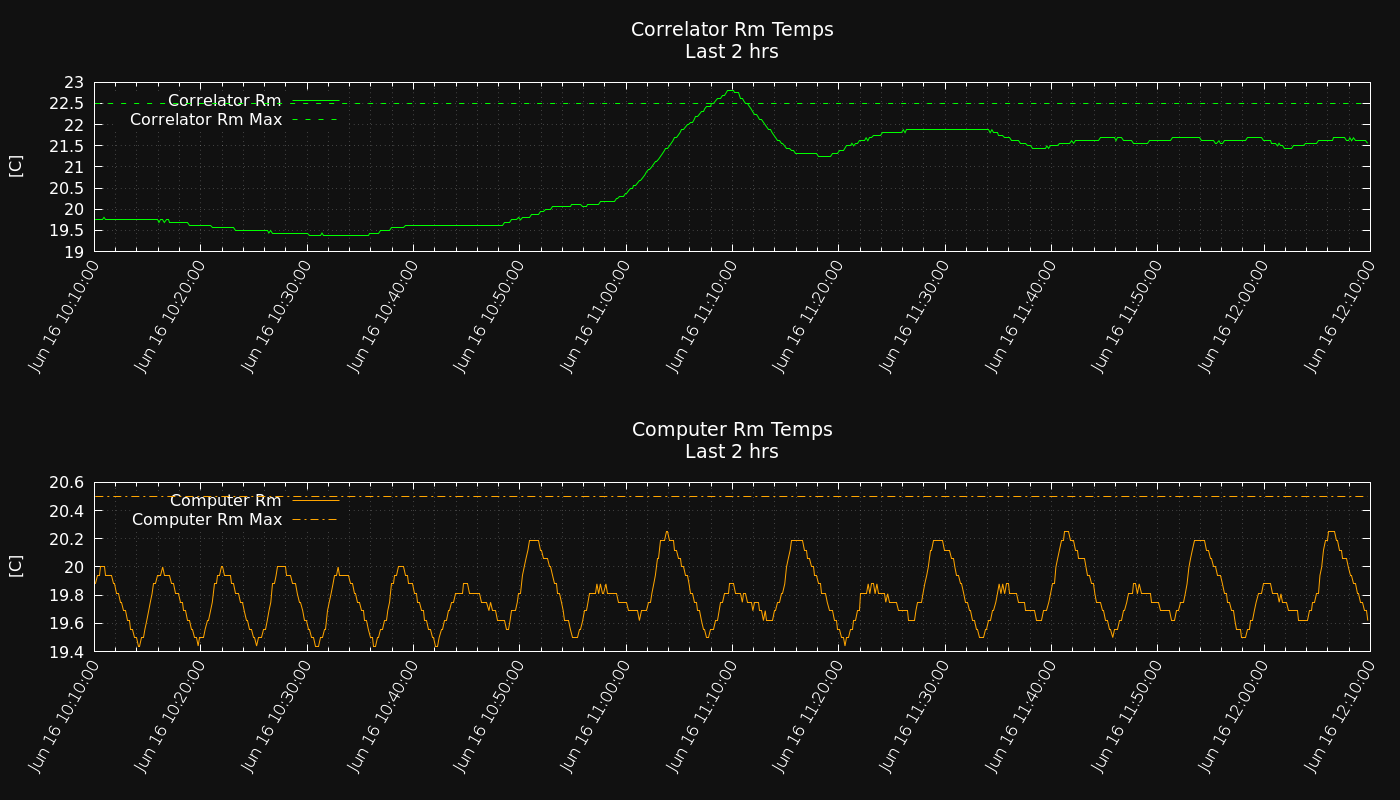 Correlator Rm Temps
Last 2 hrs
[C]
23
22.5
22
21.5
21
20.5
20
19.5
19
Correlator Rm
Correlator Rm Max
Jun 16 10:10:00
Jun 16 10:20:00
Jun 16 10:30:00
Jun 16 10:40:00
Jun 16 10:50:00
Jun 16 11:00:00
Jun 16 11:10:00
Jun 16 11:20:00
Jun 16 11:30:00
Jun 16 11:40:00
Jun 16 11:50:00
Jun 16 12:00:00
Jun 16 12:10:00
Computer Rm Temps
Last 2 hrs
[C]
20.6
20.4
20.2
20
19.8
19.6
19.4
Computer Rm
Computer Rm Max
Jun 16 10:10:00
Jun 16 10:20:00
Jun 16 10:30:00
Jun 16 10:40:00
Jun 16 10:50:00
Jun 16 11:00:00
Jun 16 11:10:00
Jun 16 11:20:00
Jun 16 11:30:00
Jun 16 11:40:00
Jun 16 11:50:00
Jun 16 12:00:00
Jun 16 12:10:00